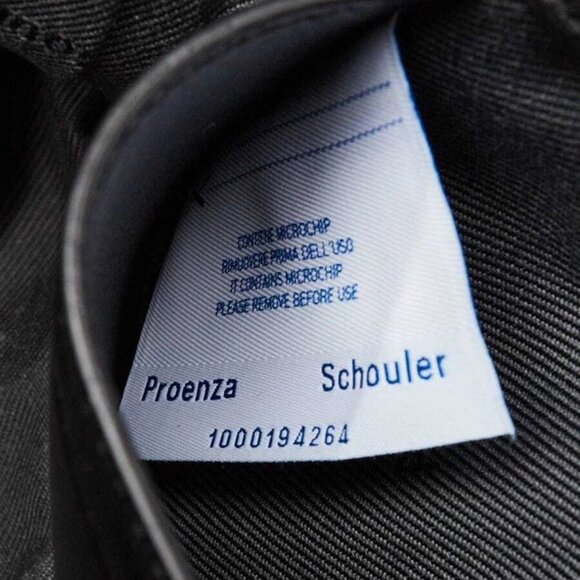 CONTIENE MICROCHIP
RIMUOVERE PRIMA DELL'USO
IT CONTAINS MICROCHIP
PLEASE REMOVE BEFORE USE
Proenza Schouler
1000194264